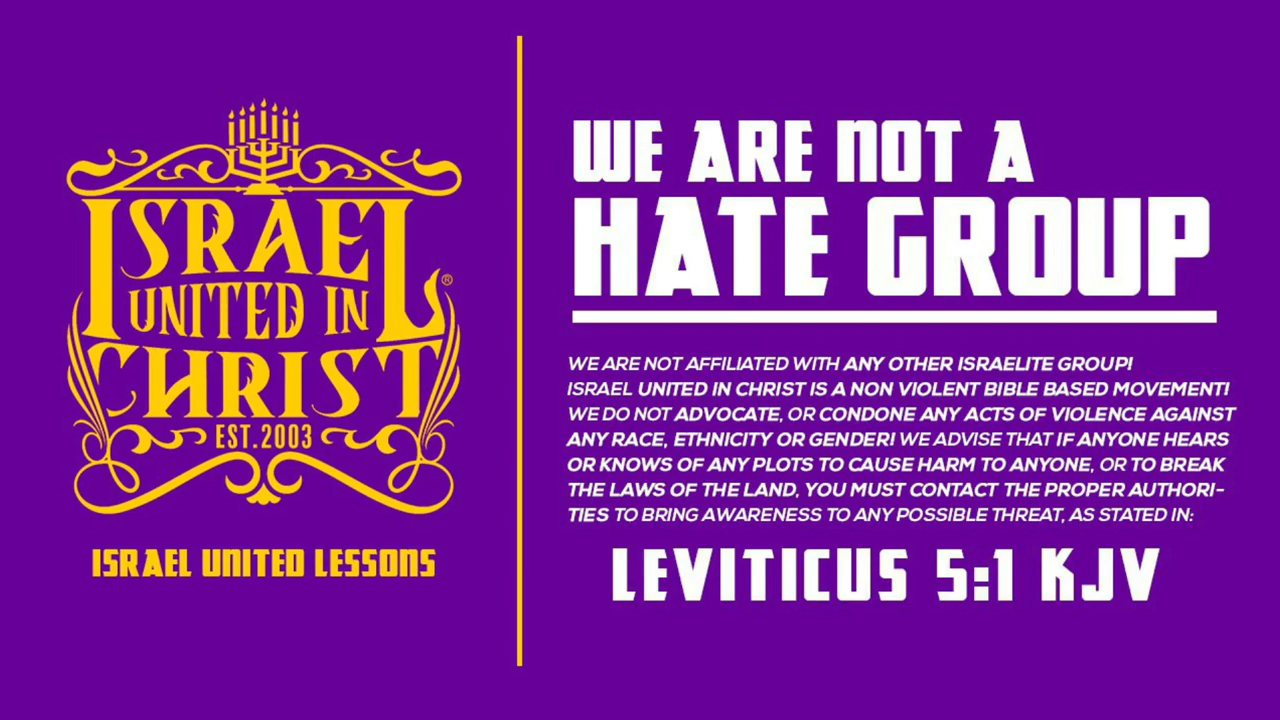 ISRAEL
UNITED IN
CHRIST
®
EST. 2003
ISRAEL UNITED LESSONS
WE ARE NOT A
HATE GROUP
WE ARE NOT AFFILIATED WITH ANY OTHER ISRAELITE GROUP!
ISRAEL UNITED IN CHRIST IS A NON VIOLENT BIBLE BASED MOVEMENT!
WE DO NOT ADVOCATE, OR CONDONE ANY ACTS OF VIOLENCE AGAINST
ANY RACE, ETHNICITY OR GENDER! WE ADVISE THAT IF ANYONE HEARS
OR KNOWS OF ANY PLOTS TO CAUSE HARM TO ANYONE, OR TO BREAK
THE LAWS OF THE LAND, YOU MUST CONTACT THE PROPER AUTHORI-
TIES TO BRING AWARENESS TO ANY POSSIBLE THREAT, AS STATED IN:
LEVITICUS 5:1 KJV